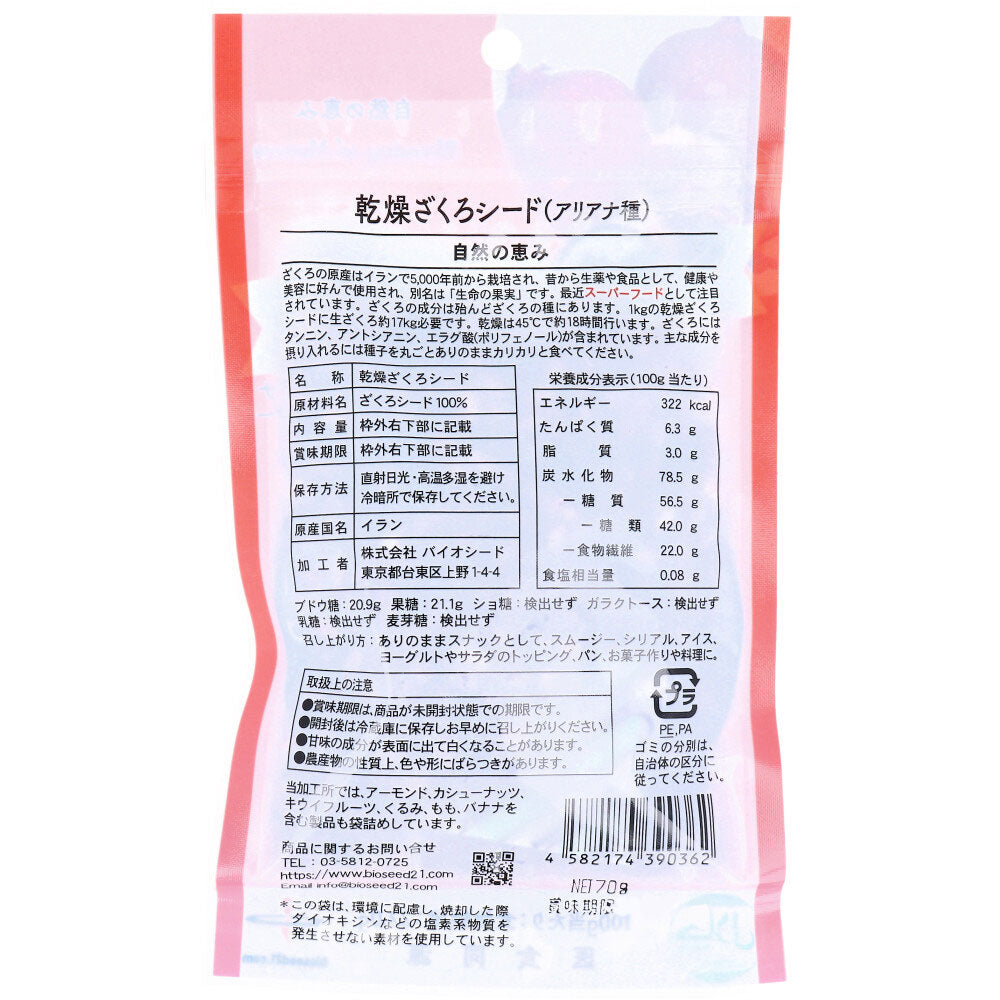 乾燥ざくろシード(アリアナ種)
自然の恵み
ざくろの原産はイランで5,000年前から栽培され、昔から生薬や食品として、健康や
美容に好んで使用され、別名は「生命の果実」です。最近スーパーフードとして注目
されています。ざくろの成分は殆んどざくろの種にあります。1kgの乾燥ざくろ
シードに生ざくろ約17kg必要です。乾燥は45℃で約18時間行います。ざくろには
タンニン、アントシアニン、エラグ酸(ポリフェノール)が含まれています。主な成分を
摂り入れるには種子を丸ごとありのままカリカリと食べてください。
名称 乾燥ざくろシード
原材料名 ざくろシード100%
内容量 枠外右下部に記載
賞味期限 枠外右下部に記載
保存方法 直射日光・高温多湿を避け
冷暗所で保存してください。
原産国名 イラン
加工者 株式会社 バイオシード
東京都台東区上野1-4-4
栄養成分表示(100g当たり)
エネルギー 322 kcal
たんぱく質 6.3 g
脂質 3.0 g
炭水化物 78.5 g
ー糖質 56.5 g
ー糖類 42.0 g
ー食物繊維 22.0 g
食塩相当量 0.08 g
ブドウ糖:20.9g 果糖:21.1g ショ糖:検出せず ガラクトース:検出せず
乳糖:検出せず 麦芽糖:検出せず
召し上がり方:ありのままスナックとして、スムージー、シリアル、アイス、
ヨーグルトやサラダのトッピング、パン、お菓子作りや料理に。
取扱上の注意
●賞味期限は、商品が未開封状態での期限です。
●開封後は冷蔵庫に保存しお早めに召し上がりください。
●甘味の成分が表面に出て白くなることがあります。
●農産物の性質上、色や形にばらつきがあります。
プラ
PE,PA
ゴミの分別は、
自治体の区分に
従ってください。
当加工所では、アーモンド、カシューナッツ、
キウイフルーツ、くるみ、もも、バナナを
含む製品も袋詰めしています。
商品に関するお問い合せ
TEL : 03-5812-0725
https://www.bioseed21.com
Email info@bioseed21.com
4 582174 390362
NET70g
賞味期限
*この袋は、環境に配慮し、焼却した際
ダイオキシンなどの塩素系物質を
発生させない素材を使用しています。